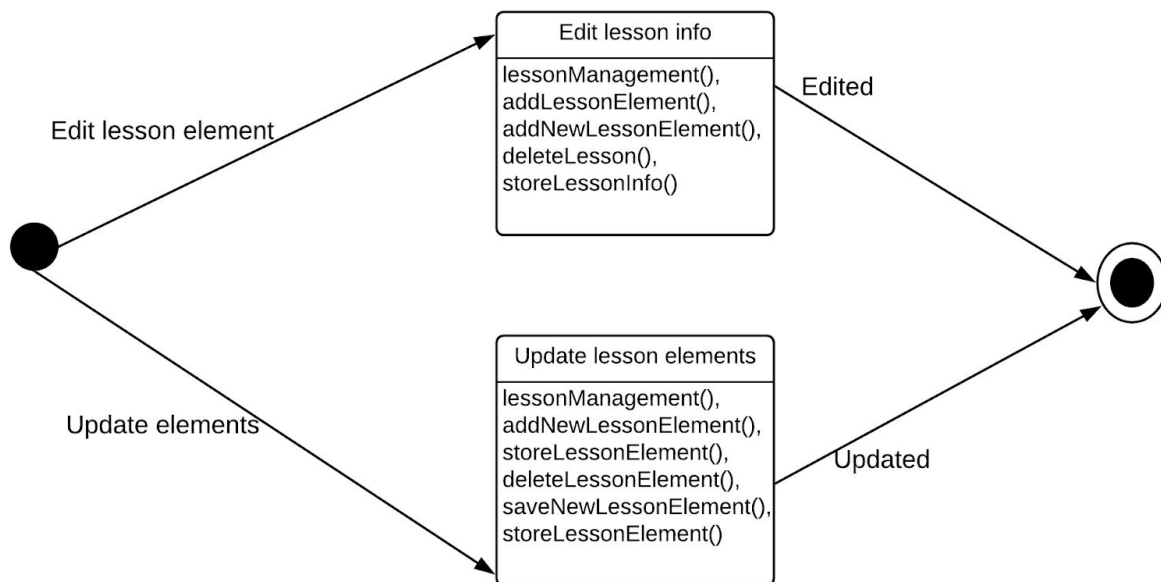 Edit lesson info
lessonManagement(),
addLessonElement(),
addNewLessonElement(),
deleteLesson(),
storeLessonInfo()
Edit lesson element
Edited
Update lesson elements
lessonManagement(),
addNewLessonElement(),
storeLessonElement(),
deleteLessonElement(),
saveNewLessonElement(),
storeLessonElement()
Update elements
Updated